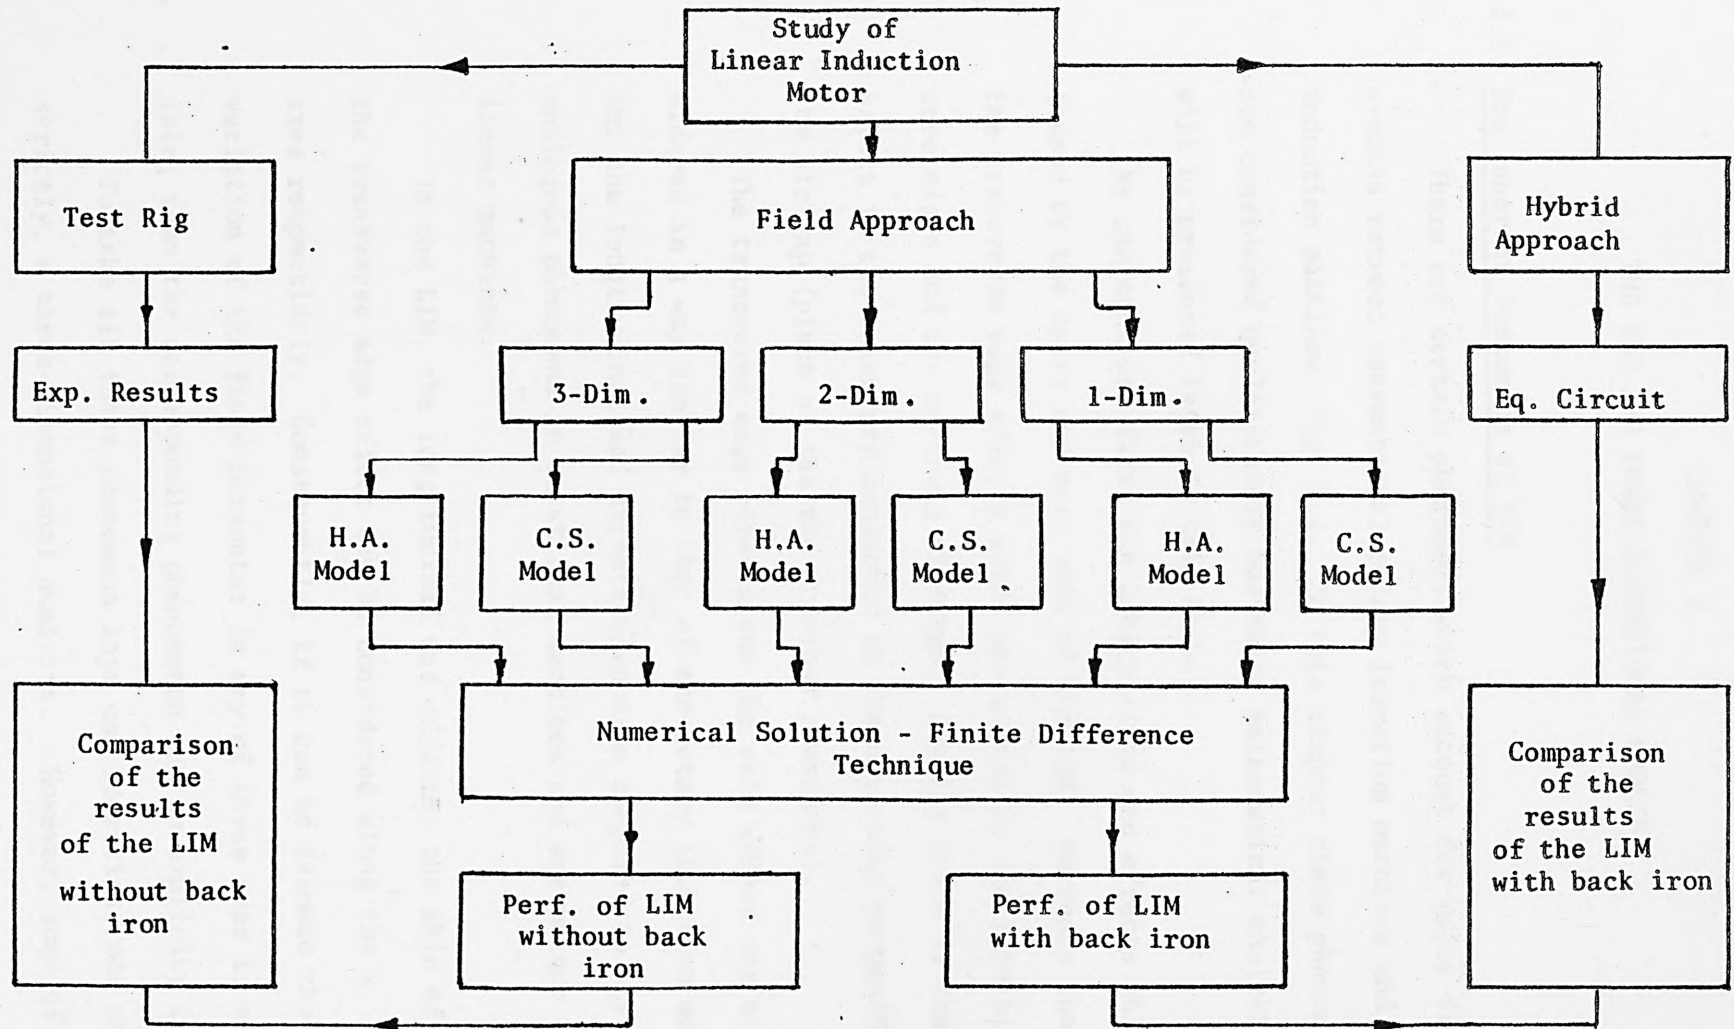 Study of
Linear Induction
Motor
Test Rig
Field Approach
Hybrid
Approach
Exp. Results
3-Dim.
2-Dim.
1-Dim.
Eq. Circuit
H.A.
Model
C.S.
Model
H.A.
Model
C.S.
Model
H.A.
Model
C.S.
Model
Numerical Solution - Finite Difference
Technique
Comparison
of the
results
of the LIM
without back
iron
Comparison
of the
results
of the LIM
with back iron
Perf. of LIM
without back
iron
Perf. of LIM
with back iron